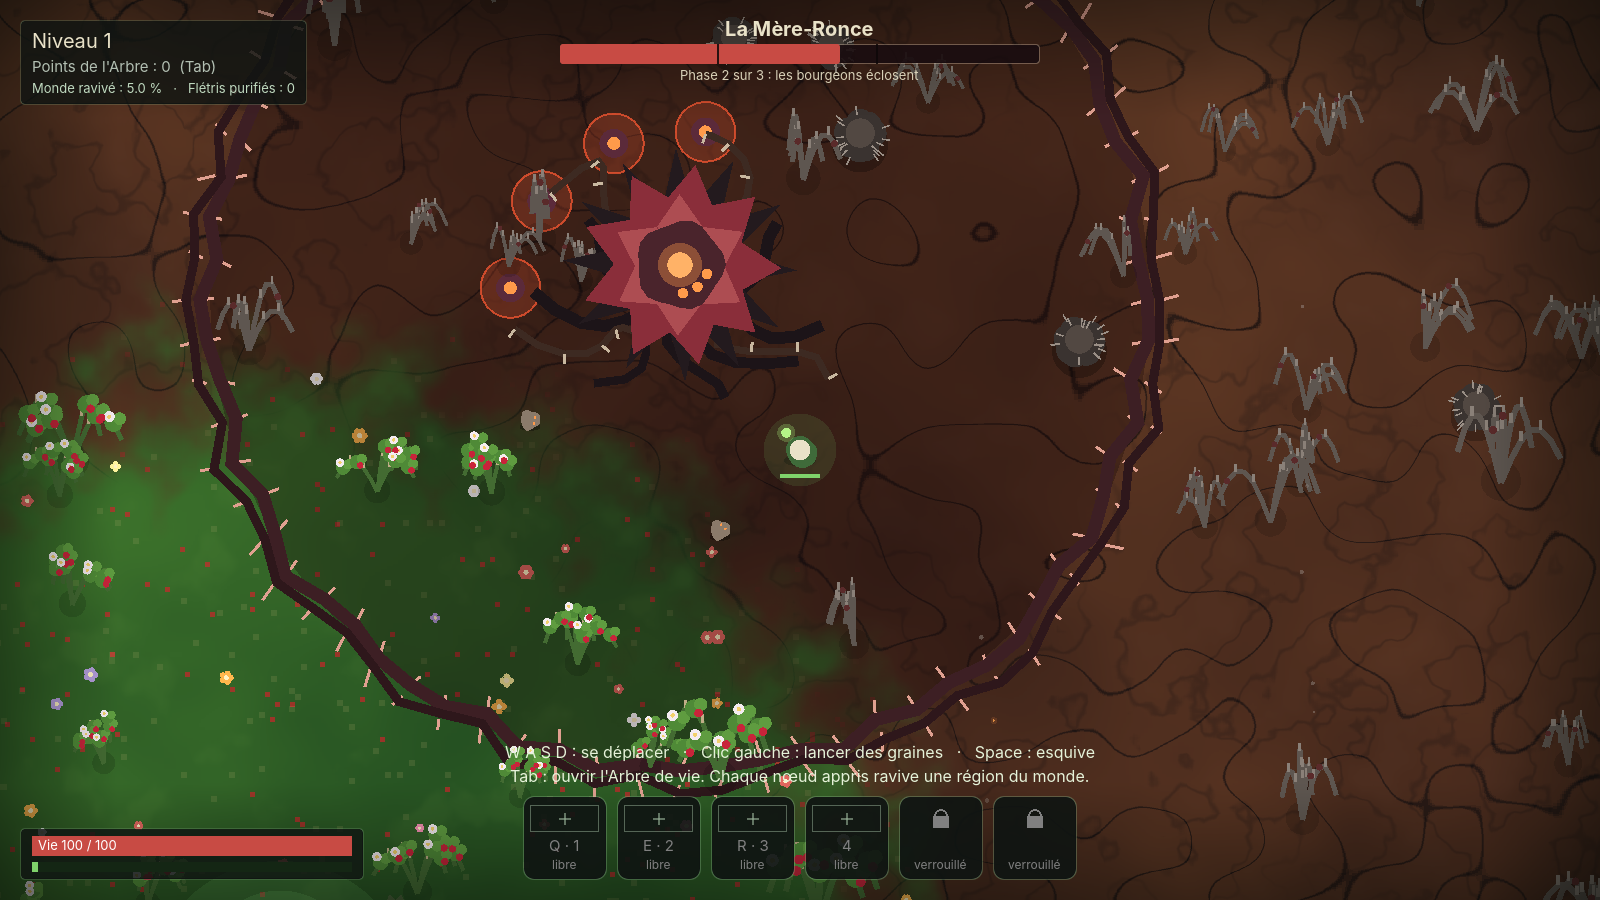 Niveau 1
Points de l'Arbre : 0 (Tab)
Monde ravivé : 5.0 % · Flétris purifiés : 0
La Mère-Ronce
Phase 2 sur 3 : les bourgeons éclosent
W A S D : se déplacer · Clic gauche : lancer des graines · Space : esquive
Tab : ouvrir l'Arbre de vie. Chaque nœud appris ravive une région du monde.
Vie 100 / 100
Q · 1
libre
E · 2
libre
R · 3
libre
4
libre
verrouillé
verrouillé